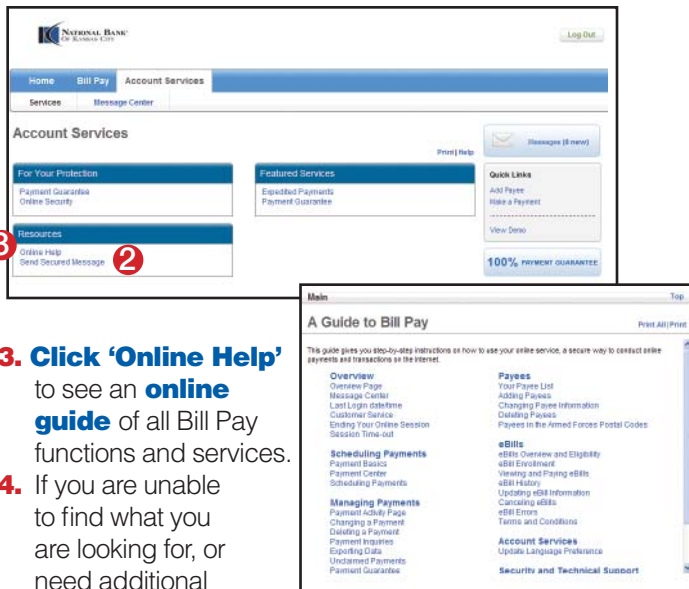 NATIONAL BANK
OF KANSAS CITY
Log Out
Home Bill Pay Account Services
Services Message Center
Account Services
Print | Help
Messages (8 new)
For Your Protection
Payment Guarantee
Online Security
Featured Services
Expedited Payments
Payment Guarantee
Quick Links
Add Payee
Make a Payment
View Demo
Resources
Online Help
Send Secured Message
3
2
100% PAYMENT GUARANTEE
Main Top
A Guide to Bill Pay
Print All | Print
This guide gives you step-by-step instructions on how to use your online service, a secure way to conduct online
payments and transactions on the Internet.
Overview
Overview Page
Message Center
Last Login date/time
Customer Service
Ending Your Online Session
Session Time-out
Scheduling Payments
Payment Basics
Payment Center
Scheduling Payments
Managing Payments
Payment Activity Page
Changing a Payment
Deleting a Payment
Payment Inquiries
Exporting Data
Unclaimed Payments
Payment Guarantee
Payees
Your Payee List
Adding Payees
Changing Payee Information
Deleting Payees
Payees in the Armed Forces Postal Codes
eBills
eBills Overview and Eligibility
eBill Enrollment
Viewing and Paying eBills
eBill History
Updating eBill Information
Canceling eBills
eBill Errors
Terms and Conditions
Account Services
Update Language Preference
Security and Technical Support
3. Click ‘Online Help’
to see an online
guide of all Bill Pay
functions and services.
4. If you are unable
to find what you
are looking for, or
need additional